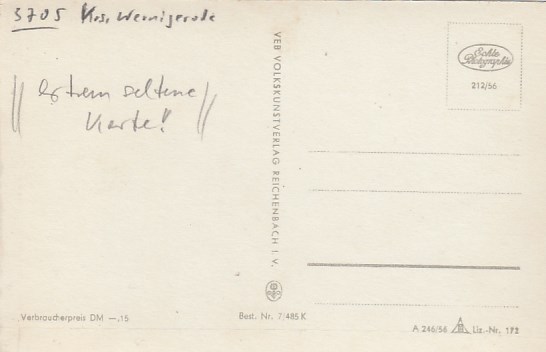 3705 Krs, Wernigerode
// extrem seltene
Karte!! //
VEB VOLKSKUNSTVERLAG REICHENBACH I. V.
Echte
Photographie
212/56
Verbraucherpreis DM —,15
Best. Nr. 7/485 K
A 246/56 Liz.-Nr. 172